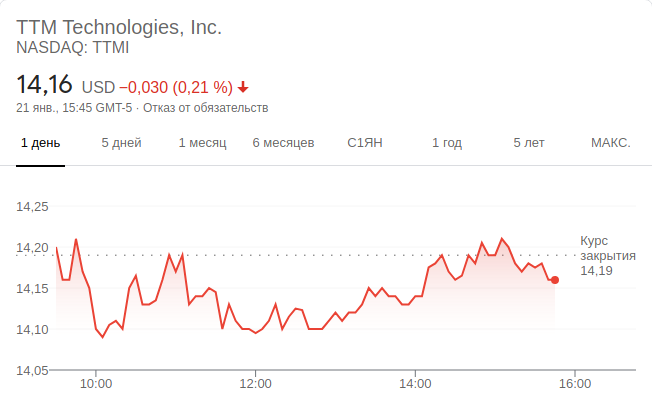 TTM Technologies, Inc.
NASDAQ: TTMI
14,16 USD −0,030 (0,21 %)
21 янв., 15:45 GMT-5 · Отказ от обязательств
1 день 5 дней 1 месяц 6 месяцев С1ЯН 1 год 5 лет МАКС.
14,25
14,20
14,15
14,10
14,05
Курс
закрытия
14,19
10:00 12:00 14:00 16:00